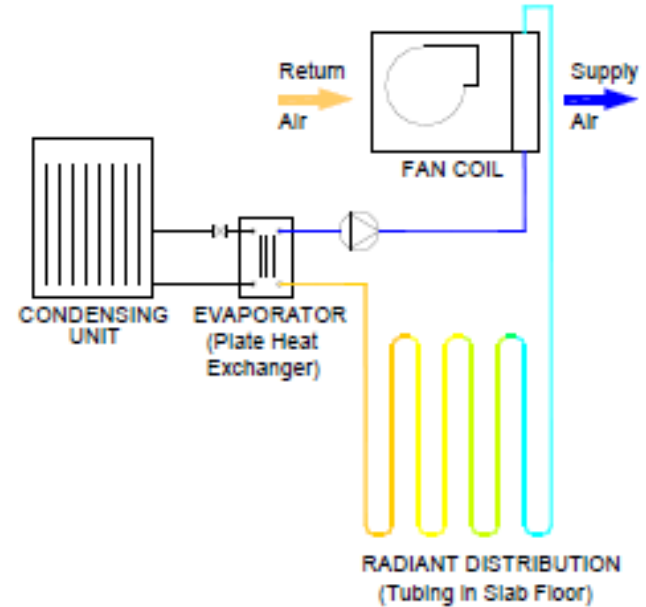 Return
Air
Supply
Air
FAN COIL
CONDENSING
UNIT
EVAPORATOR
(Plate Heat
Exchanger)
RADIANT DISTRIBUTION
(Tubing in Slab Floor)